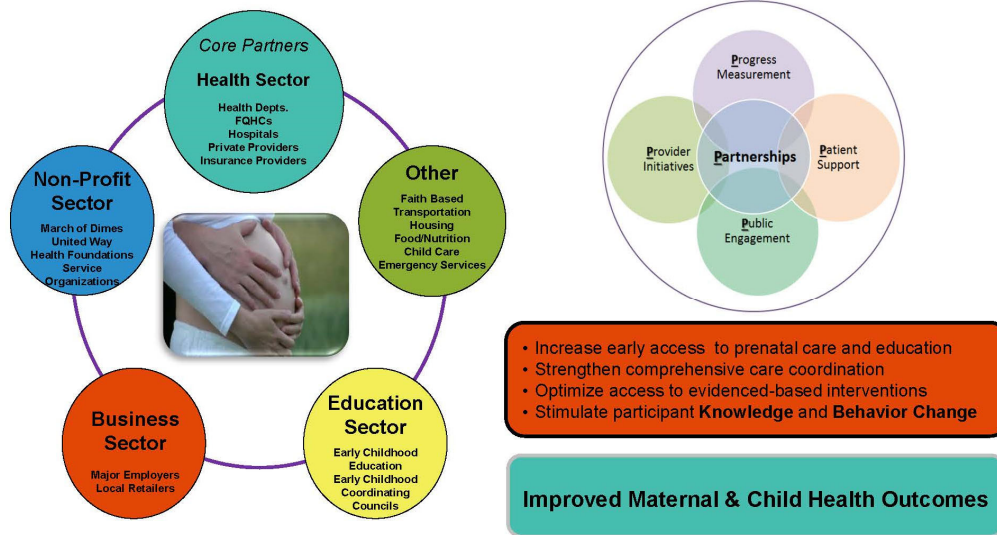 Core Partners
Health Sector
Health Depts.
FQHCs
Hospitals
Private Providers
Insurance Providers
Non-Profit
Sector
March of Dimes
United Way
Health Foundations
Service
Organizations
Other
Faith Based
Transportation
Housing
Food/Nutrition
Child Care
Emergency Services
Business
Sector
Major Employers
Local Retailers
Education
Sector
Early Childhood
Education
Early Childhood
Coordinating
Councils
Progress
Measurement
Provider
Initiatives
Partnerships
Patient
Support
Public
Engagement
• Increase early access to prenatal care and education
• Strengthen comprehensive care coordination
• Optimize access to evidenced-based interventions
• Stimulate participant Knowledge and Behavior Change
Improved Maternal & Child Health Outcomes